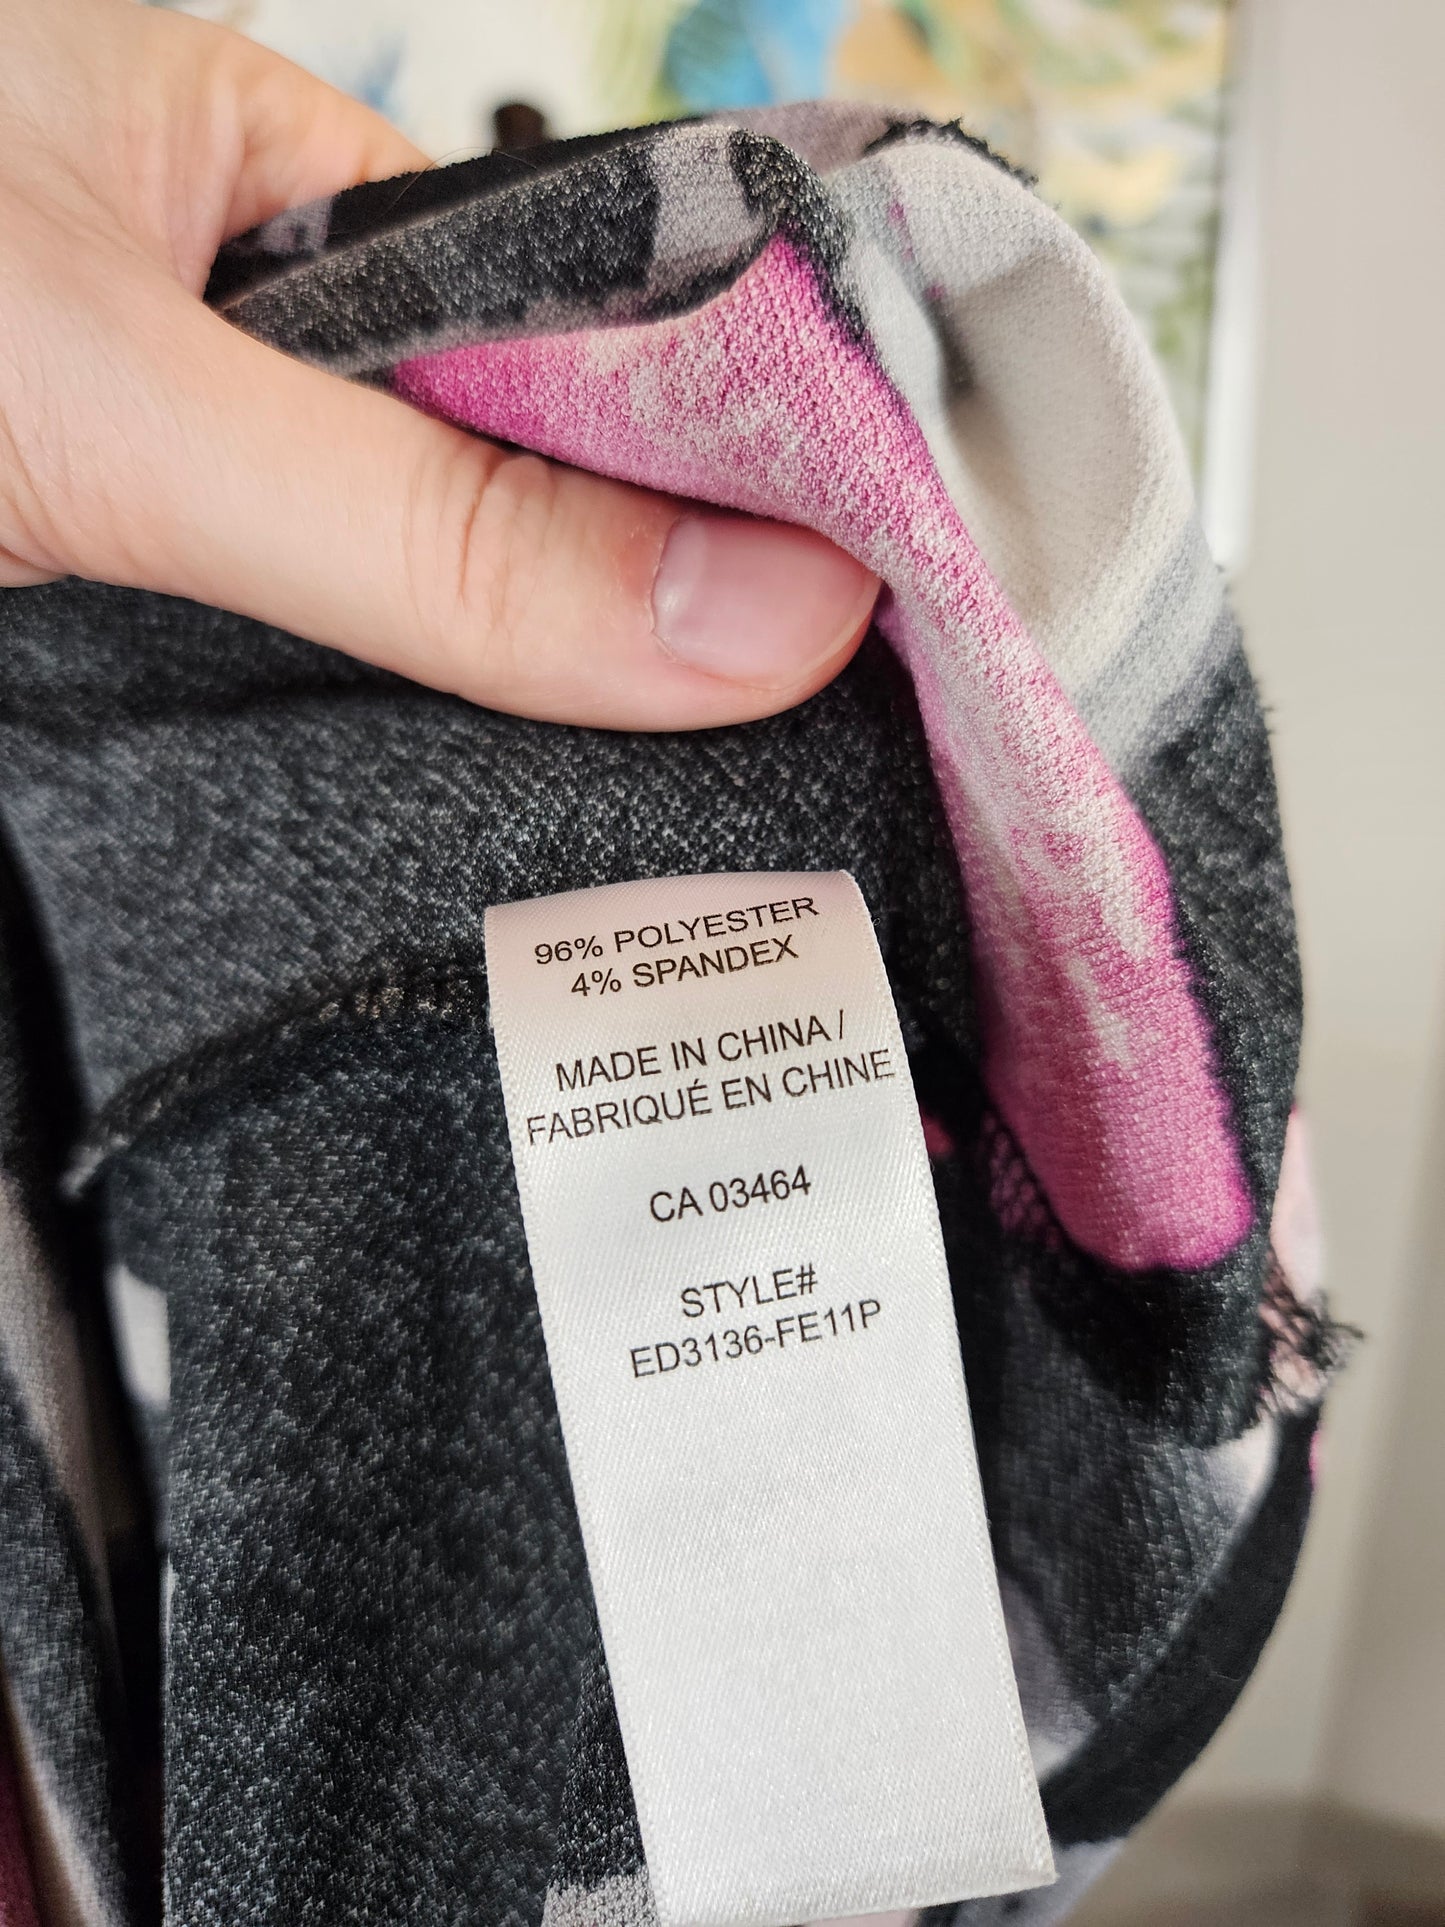 96% POLYESTER
4% SPANDEX
MADE IN CHINA /
FABRIQUÉ EN CHINE
CA 03464
STYLE#
ED3136-FE11P